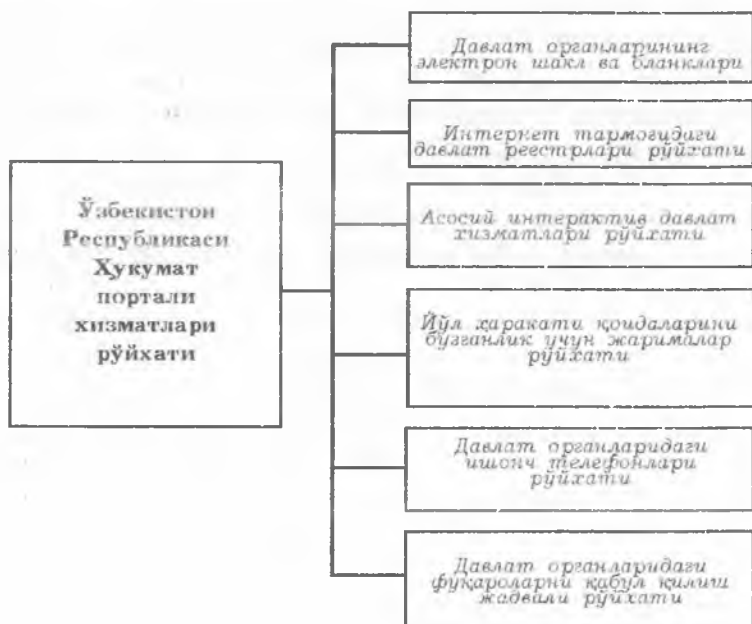 Ўзбекистон
Республикаси
Ҳукумат
портали
хизматлари
рўйхати
Давлат органларининг
электрон шакл ва бланклари
Интернет тармоғидаги
давлат реестрлари рўйхати
Асосий интерактив давлат
хизматлари рўйхати
Йўл ҳаракати қоидаларини
бузганлик учун жарималар
рўйхати
Давлат органларидаги
ишонч телефонлари
рўйхати
Давлат органларидаги
фуқароларни қабул қилиш
жадвали рўйхати